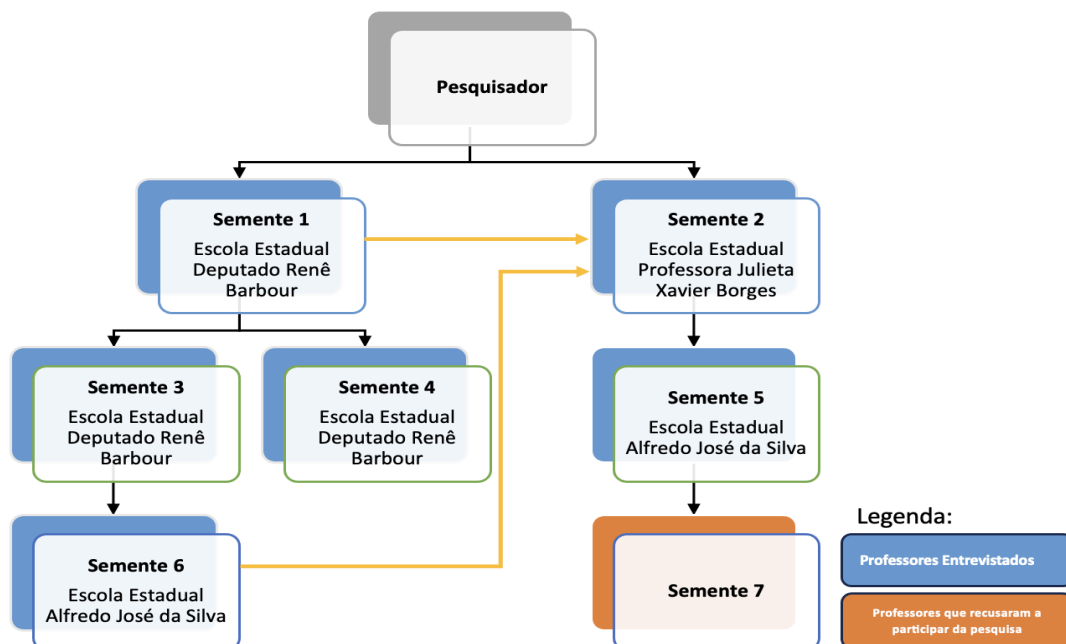 Pesquisador
Semente 1
Escola Estadual
Deputado Renê
Barbour
Semente 2
Escola Estadual
Professora Julieta
Xavier Borges
Semente 3
Escola Estadual
Deputado Renê
Barbour
Semente 4
Escola Estadual
Deputado Renê
Barbour
Semente 5
Escola Estadual
Alfredo José da Silva
Semente 6
Escola Estadual
Alfredo José da Silva
Semente 7
Legenda:
Professores Entrevistados
Professores que recusaram a
participar da pesquisa